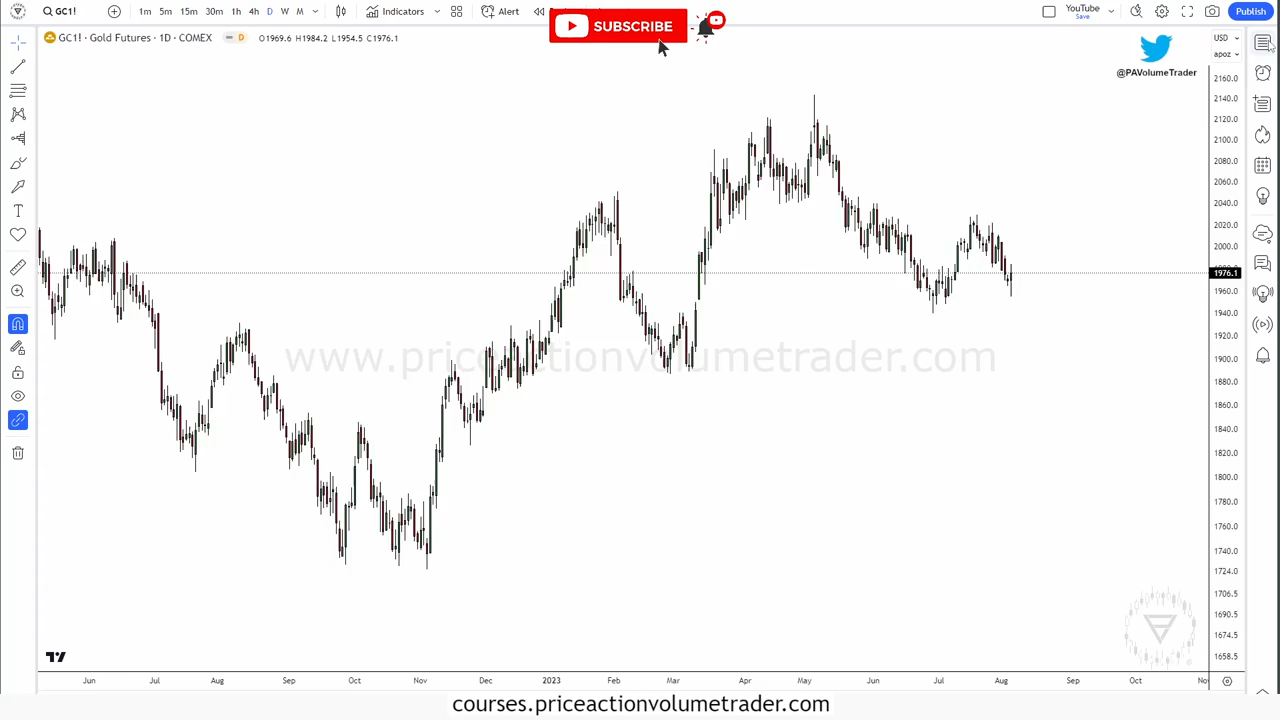 GC1!
1m 5m 15m 30m 1h 4h D W M
Indicators
Alert
SUBSCRIBE
YouTube
Save
Publish
GC1! · Gold Futures · 1D · COMEX
D
O1969.6 H1984.2 L1954.5 C1976.1
USD
apoz
@PAVolumeTrader
2160.0
2140.0
2120.0
2100.0
2080.0
2060.0
2040.0
2020.0
2000.0
1976.1
1960.0
1940.0
1920.0
1900.0
1880.0
1860.0
1840.0
1820.0
1800.0
1780.0
1760.0
1740.0
1724.0
1706.5
1690.5
1674.5
1658.5
www.priceactionvolumetrader.com
Jun Jul Aug Sep Oct Nov Dec 2023 Feb Mar Apr May Jun Jul Aug Sep Oct
courses.priceactionvolumetrader.com